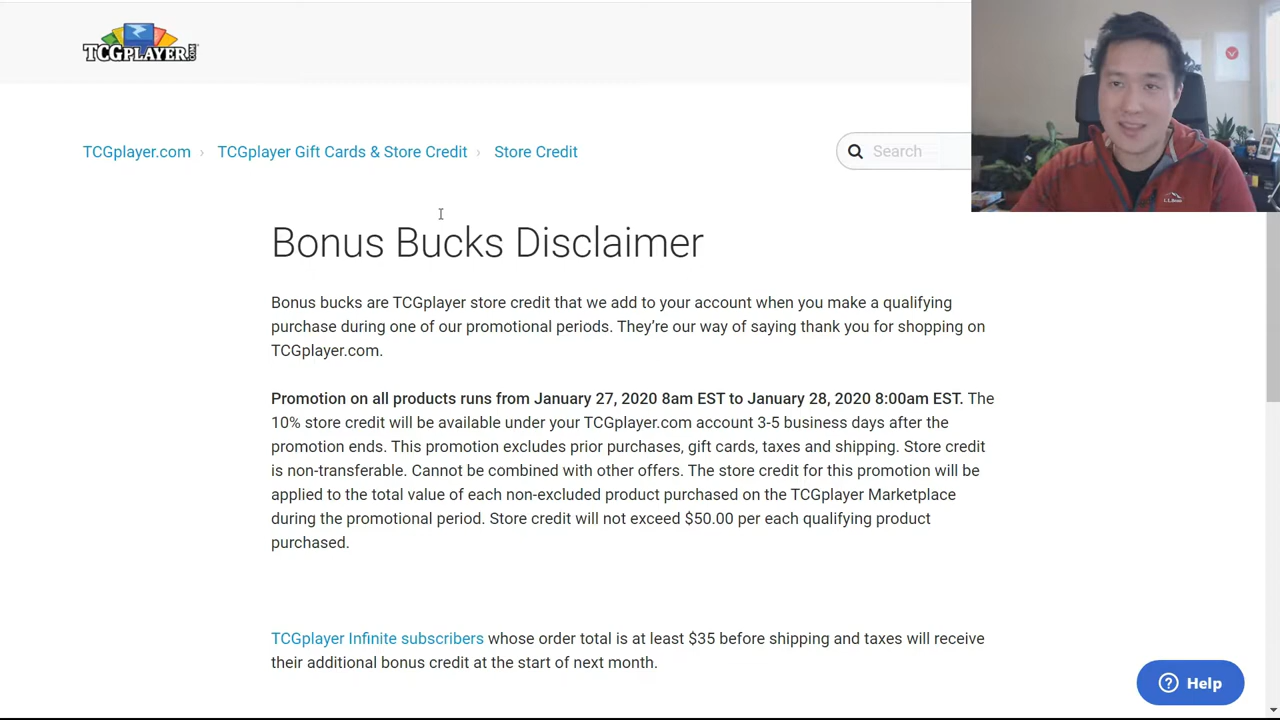 TCGPLAYER.COM
TCGplayer.com › TCGplayer Gift Cards & Store Credit › Store Credit
Search
Bonus Bucks Disclaimer
Bonus bucks are TCGplayer store credit that we add to your account when you make a qualifying
purchase during one of our promotional periods. They’re our way of saying thank you for shopping on
TCGplayer.com.
Promotion on all products runs from January 27, 2020 8am EST to January 28, 2020 8:00am EST. The
10% store credit will be available under your TCGplayer.com account 3-5 business days after the
promotion ends. This promotion excludes prior purchases, gift cards, taxes and shipping. Store credit
is non-transferable. Cannot be combined with other offers. The store credit for this promotion will be
applied to the total value of each non-excluded product purchased on the TCGplayer Marketplace
during the promotional period. Store credit will not exceed $50.00 per each qualifying product
purchased.
TCGplayer Infinite subscribers whose order total is at least $35 before shipping and taxes will receive
their additional bonus credit at the start of next month.
Help
L.L.Bean